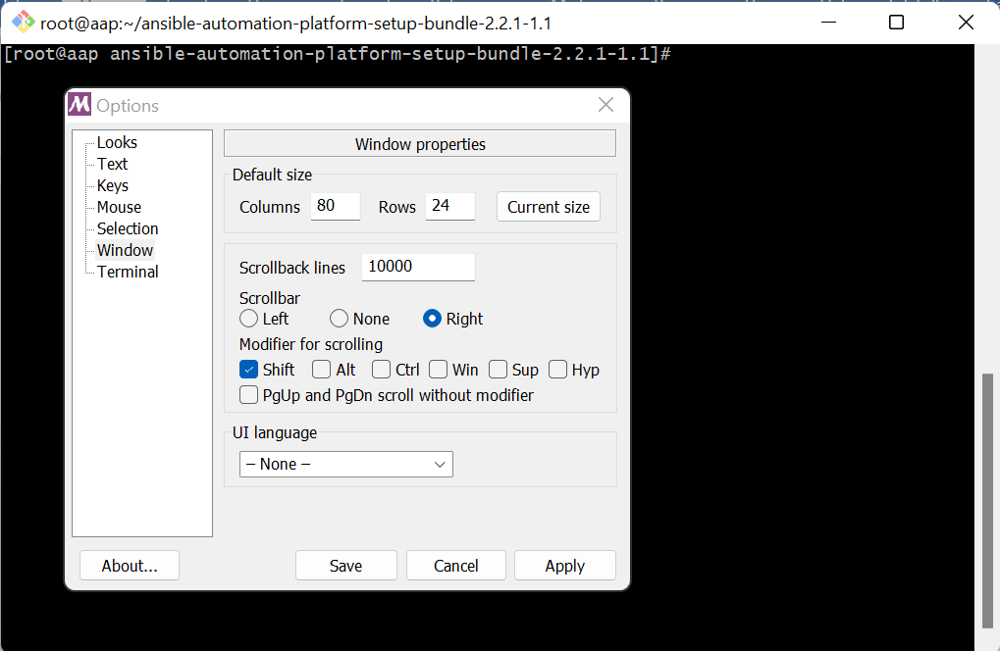 root@aap:~/ansible-automation-platform-setup-bundle-2.2.1-1.1
[root@aap ansible-automation-platform-setup-bundle-2.2.1-1.1]#
M Options
Looks
Text
Keys
Mouse
Selection
Window
Terminal
Window properties
Default size
Columns 80 Rows 24 Current size
Scrollback lines 10000
Scrollbar
Left None Right
Modifier for scrolling
Shift Alt Ctrl Win Sup Hyp
PgUp and PgDn scroll without modifier
UI language
– None –
About... Save Cancel Apply